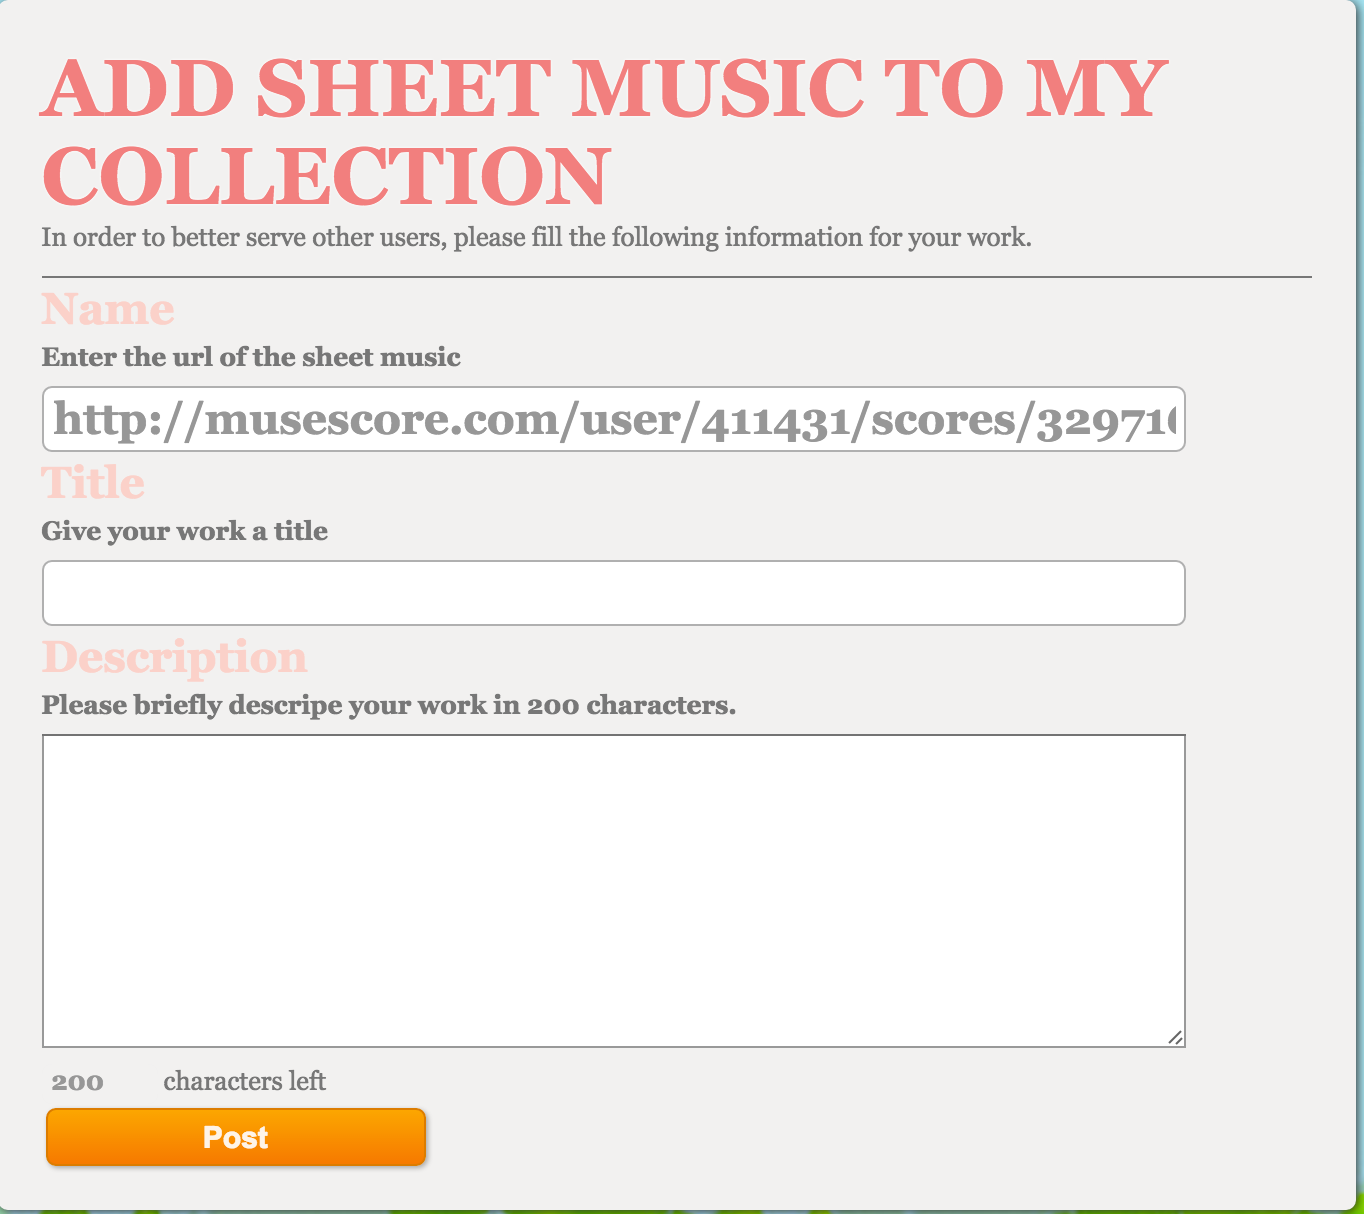 ADD SHEET MUSIC TO MY
COLLECTION
In order to better serve other users, please fill the following information for your work.
Name
Enter the url of the sheet music
http://musescore.com/user/411431/scores/32971
Title
Give your work a title
Description
Please briefly descripe your work in 200 characters.
200 characters left
Post